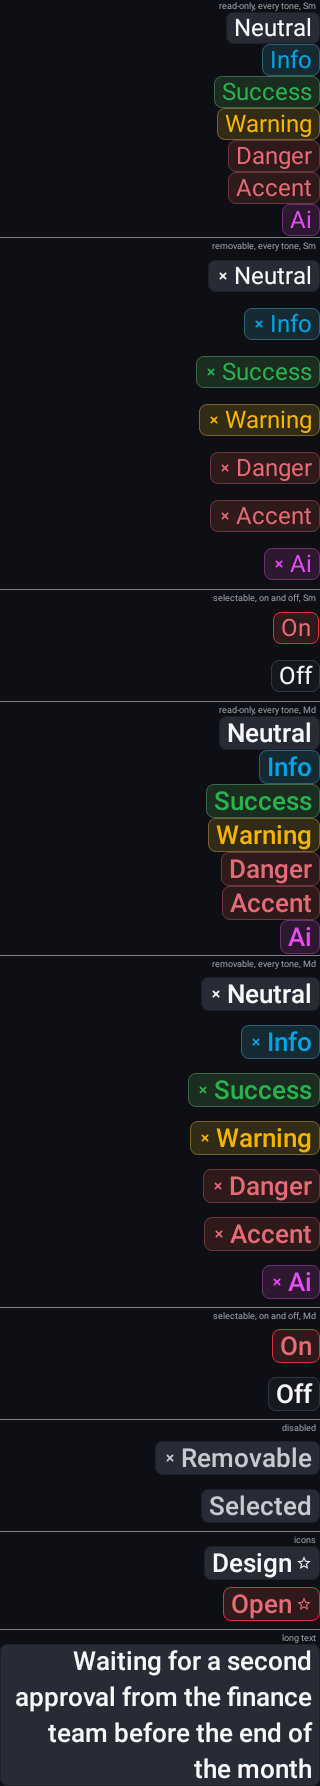 read-only, every tone, Sm
Neutral
Info
Success
Warning
Danger
Accent
Ai
removable, every tone, Sm
× Neutral
× Info
× Success
× Warning
× Danger
× Accent
× Ai
selectable, on and off, Sm
On
Off
read-only, every tone, Md
Neutral
Info
Success
Warning
Danger
Accent
Ai
removable, every tone, Md
× Neutral
× Info
× Success
× Warning
× Danger
× Accent
× Ai
selectable, on and off, Md
On
Off
disabled
× Removable
Selected
icons
Design ☆
Open ☆
long text
Waiting for a second
approval from the finance
team before the end of
the month